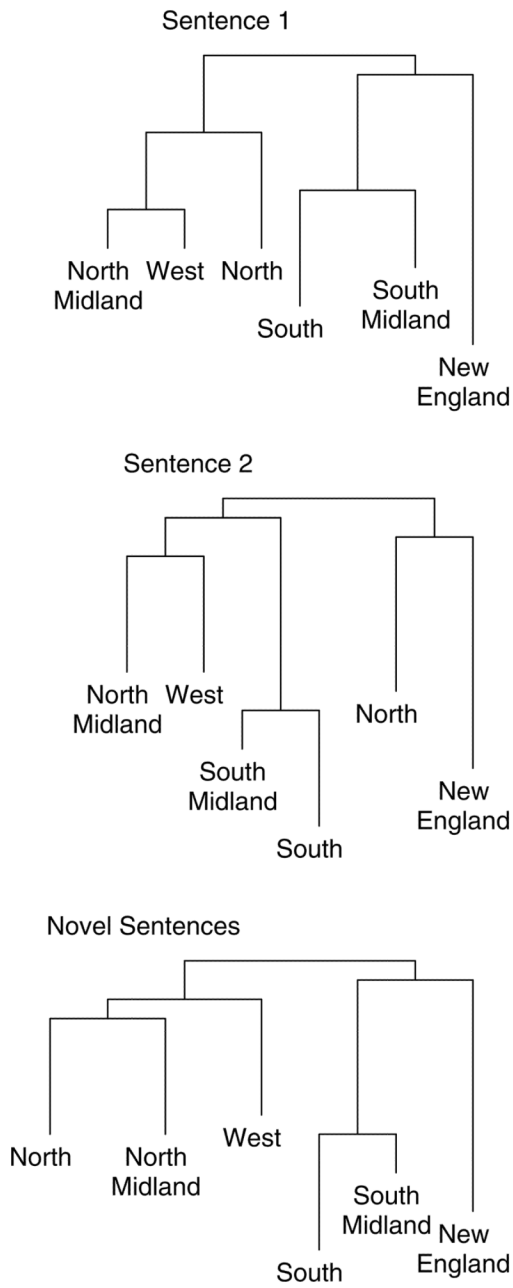 Sentence 1
North
Midland
West
North
South
South
Midland
New
England
Sentence 2
North
Midland
West
South
Midland
South
North
New
England
Novel Sentences
North
North
Midland
West
South
South
Midland
New
England